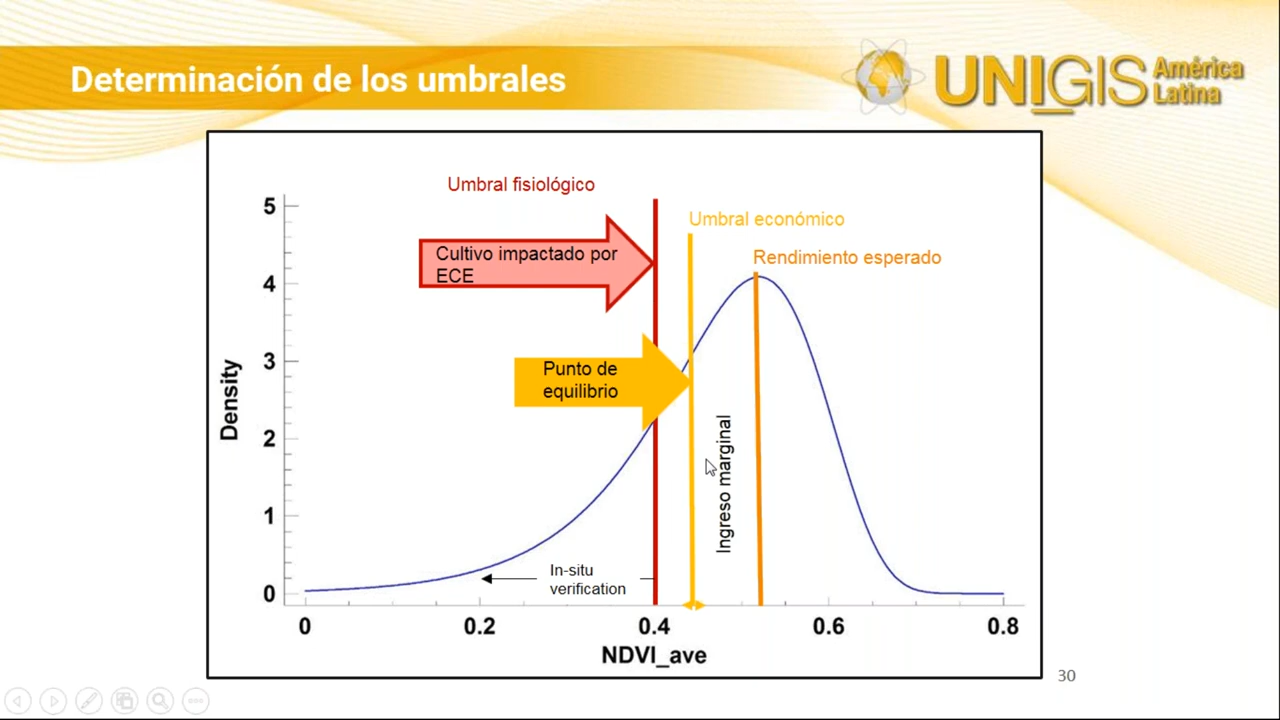 Determinación de los umbrales
UNIGIS América
Latina
Umbral fisiológico
Umbral económico
Rendimiento esperado
Cultivo impactado por
ECE
Punto de
equilibrio
Ingreso marginal
In-situ
verification
Density
5
4
3
2
1
0
0 0.2 0.4 0.6 0.8
NDVI_ave
30